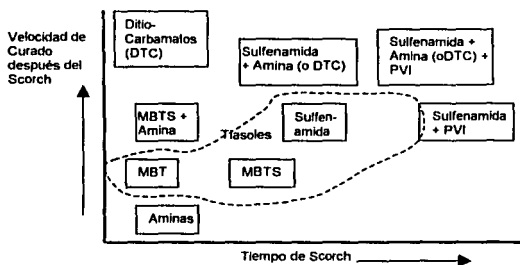 Velocidad de
Curado
después del
Scorch
Ditio-
Carbamatos
(DTC)
Sulfenamida
+ Amina (o DTC)
Sulfenamida +
Amina (oDTC) +
PVI
MBTS +
Amina
Tiasoles
Sulfen-
amida
Sulfenamida
+ PVI
MBT
MBTS
Aminas
Tiempo de Scorch